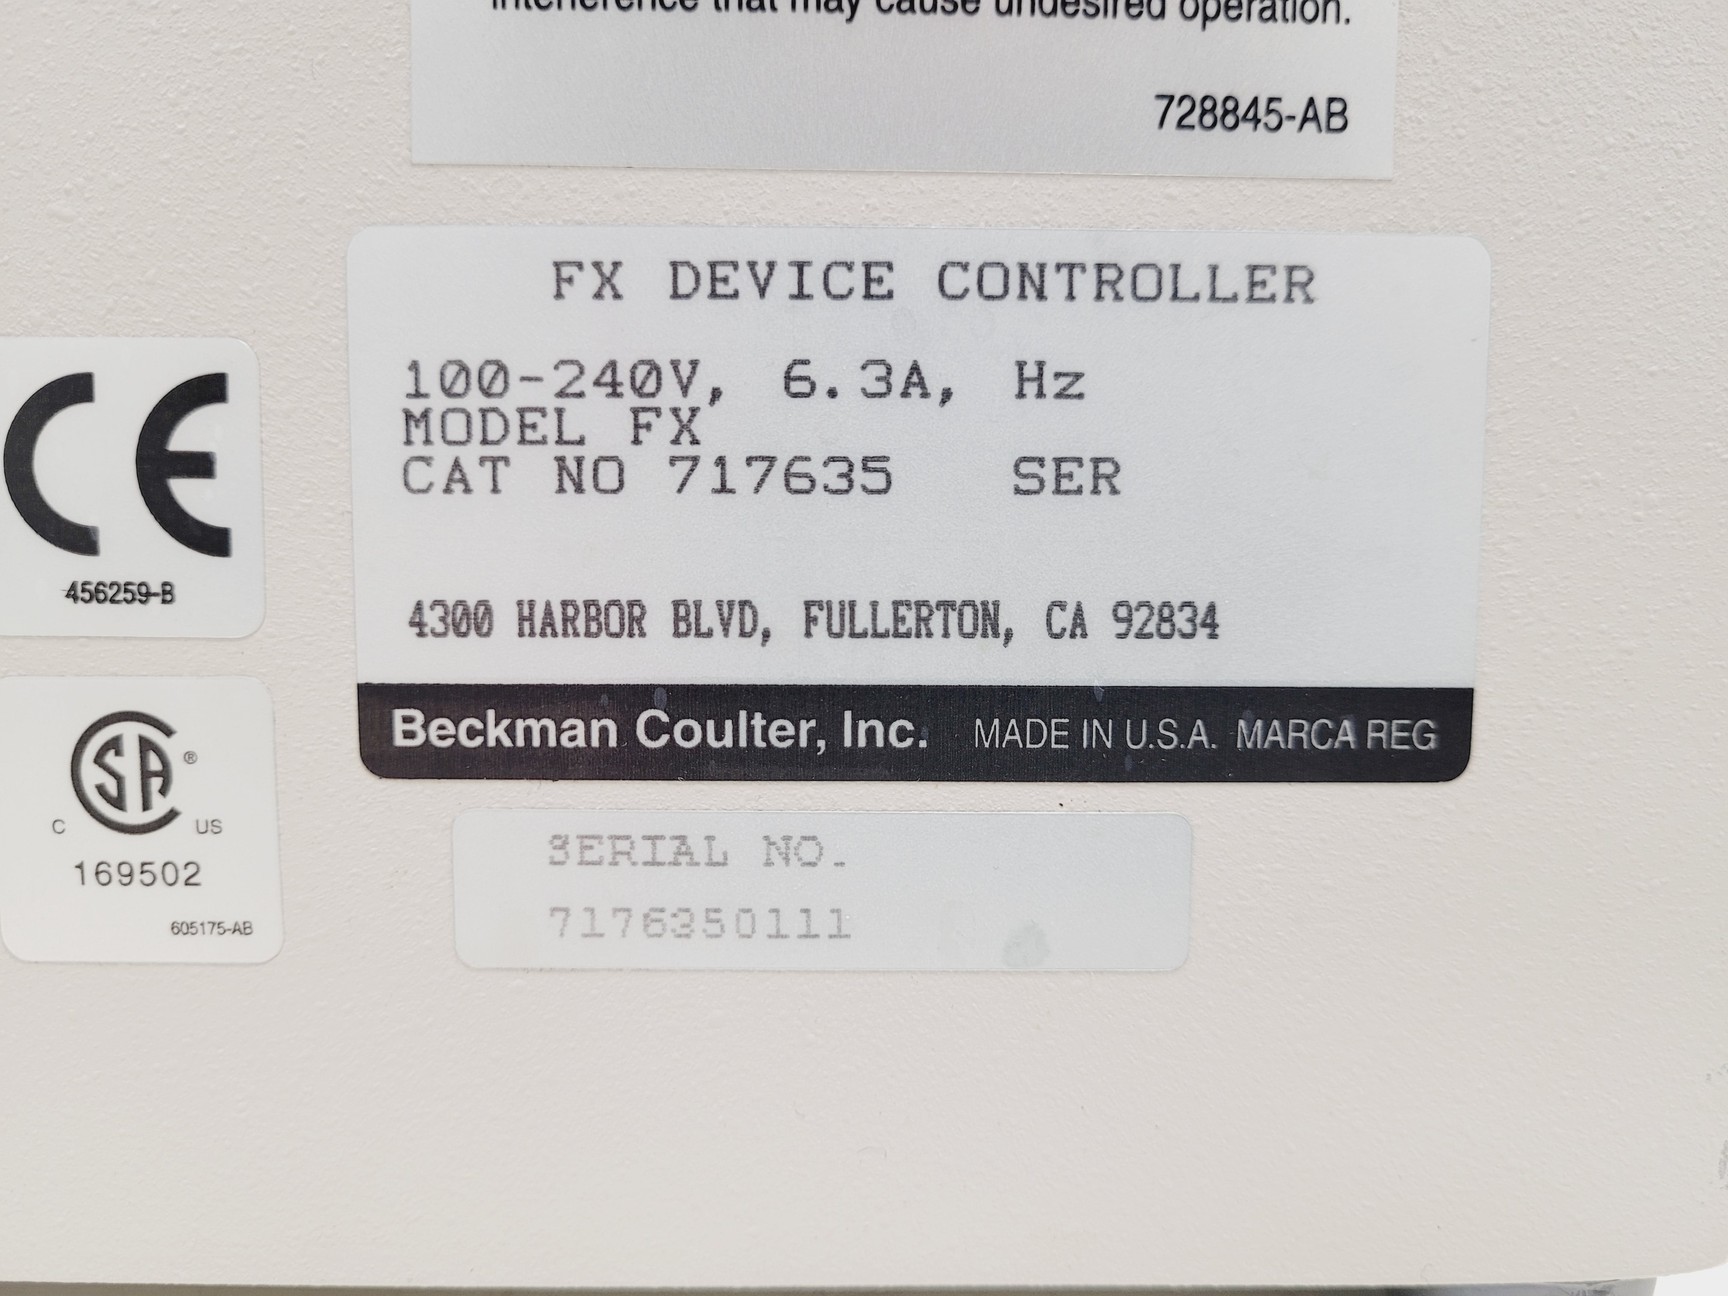 interference that may cause undesired operation.
728845-AB
FX DEVICE CONTROLLER
100-240V, 6.3A, Hz
MODEL FX
CAT NO 717635 SER
4300 HARBOR BLVD, FULLERTON, CA 92834
Beckman Coulter, Inc. MADE IN U.S.A. MARCA REG
CE
456259-B
CSA ®
C US
169502
605175-AB
SERIAL NO.
7176350111